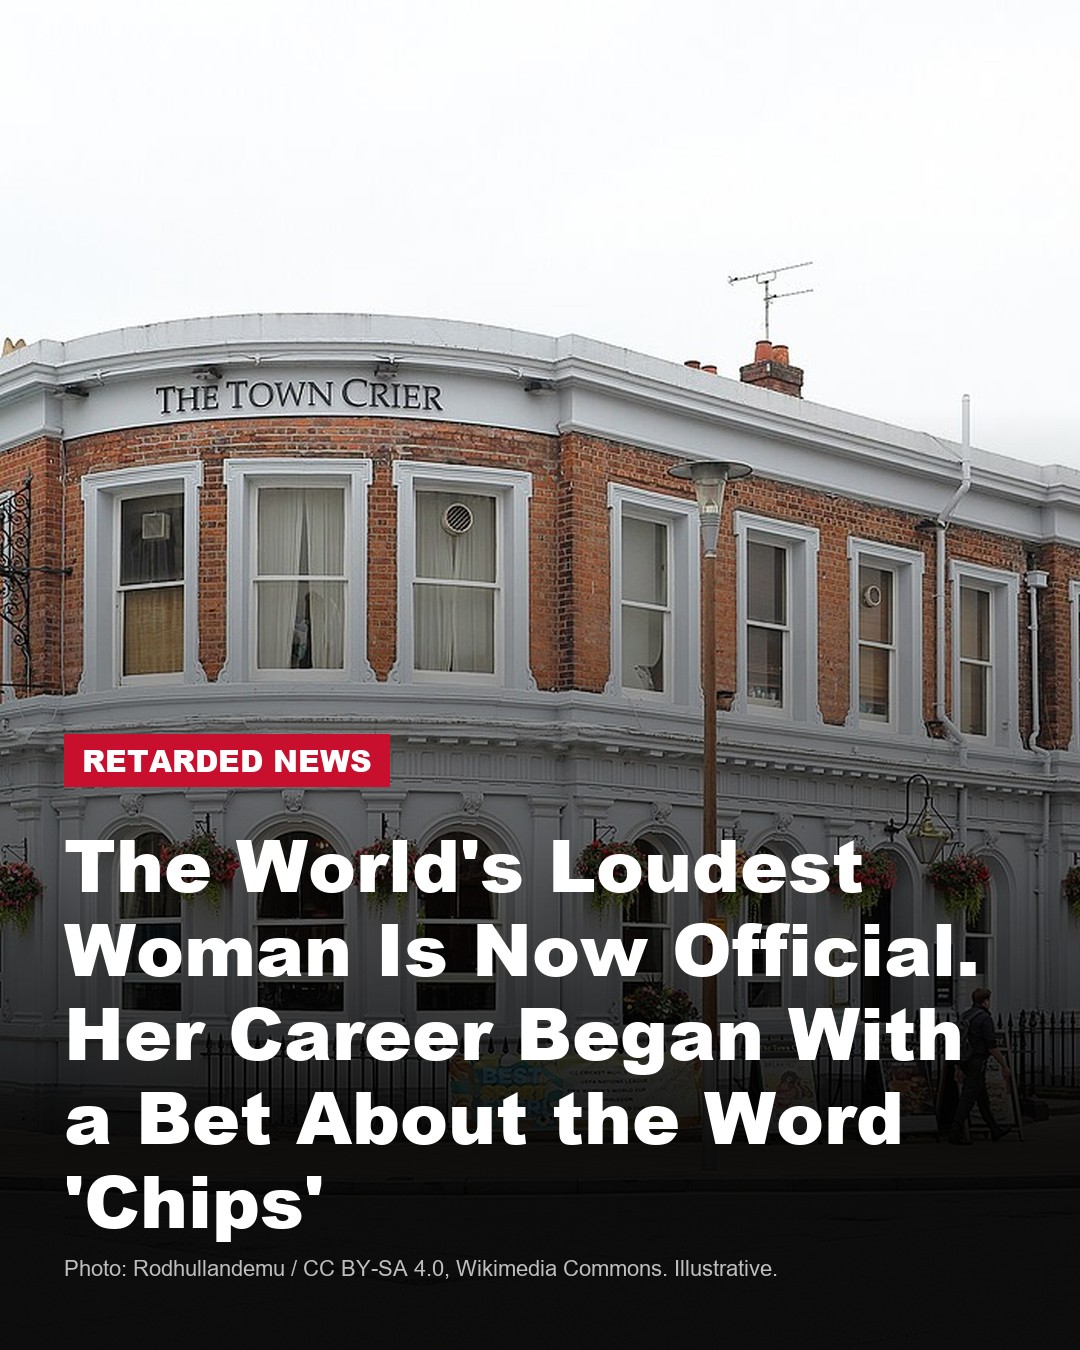 THE TOWN CRIER
RETARDED NEWS
The World's Loudest
Woman Is Now Official.
Her Career Began With
a Bet About the Word
'Chips'
BEST
Photo: Rodhullandemu / CC BY-SA 4.0, Wikimedia Commons. Illustrative.